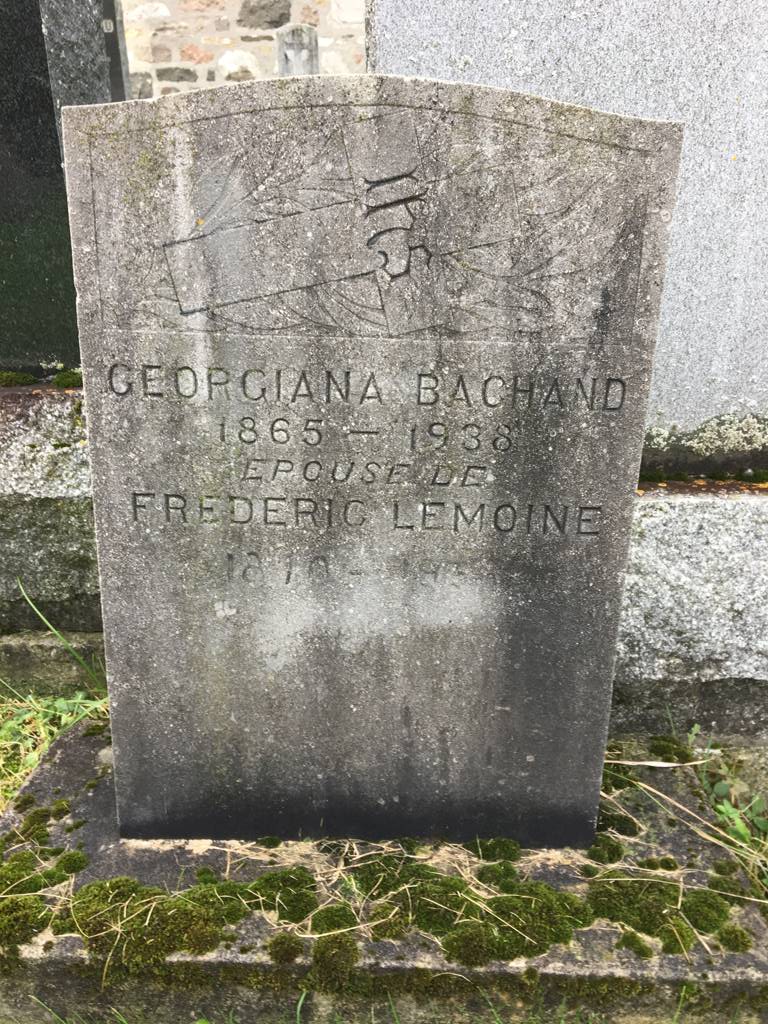 IHS
GEORGIANA BACHAND
1865 – 1938
EPOUSE DE
FREDERIC LEMOINE